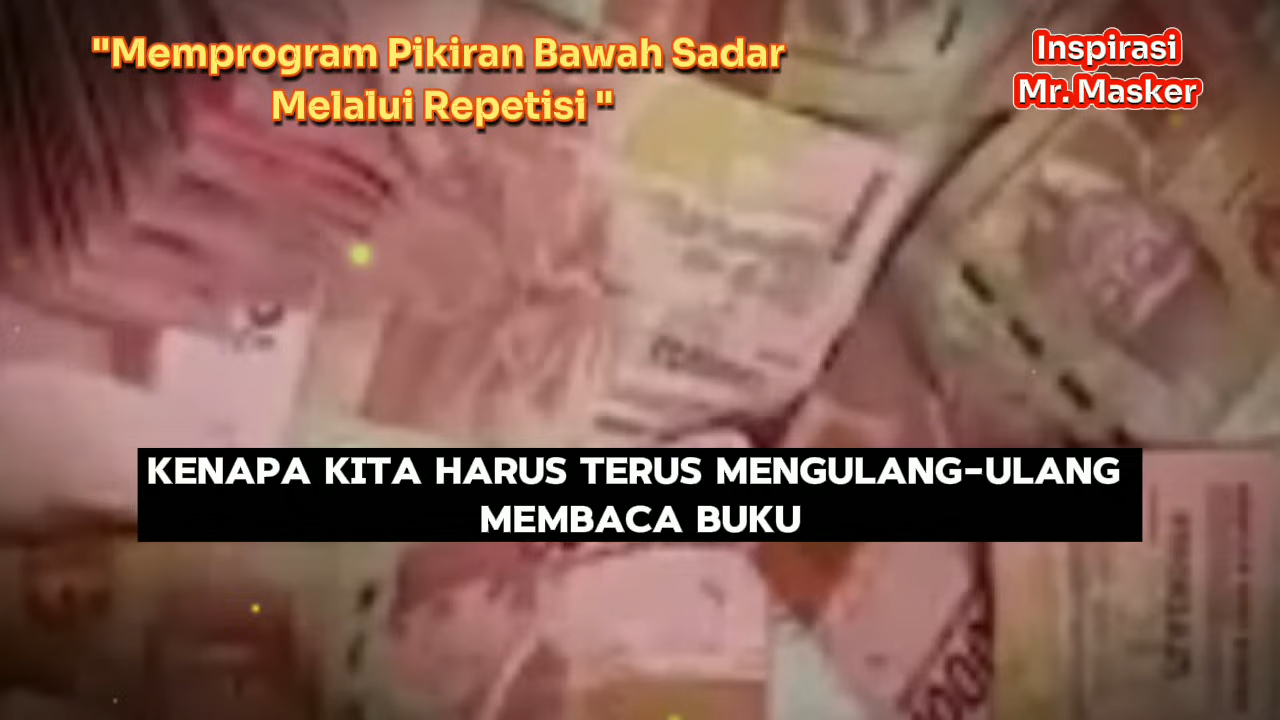 "Memprogram Pikiran Bawah Sadar
Melalui Repetisi "
Inspirasi
Mr. Masker
KENAPA KITA HARUS TERUS MENGULANG-ULANG
MEMBACA BUKU